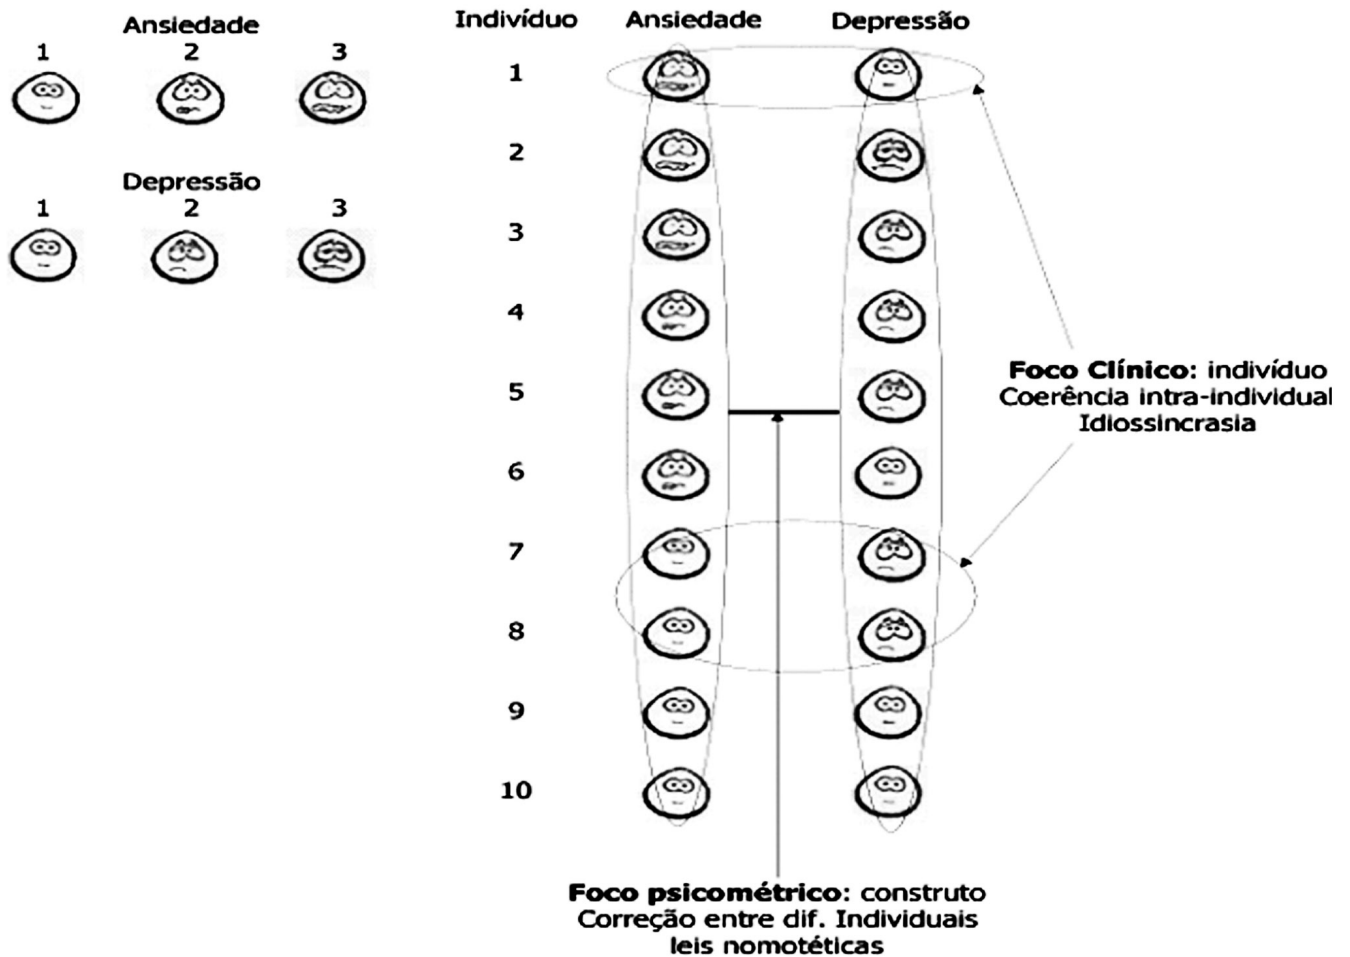 Ansiedade
1 2 3
Depressão
1 2 3
Indivíduo Ansiedade Depressão
1
2
3
4
5
6
7
8
9
10
Foco Clínico: indivíduo
Coerência intra-individual
Idiossincrasia
Foco psicométrico: construto
Correção entre dif. Individuais
leis nomotéticas